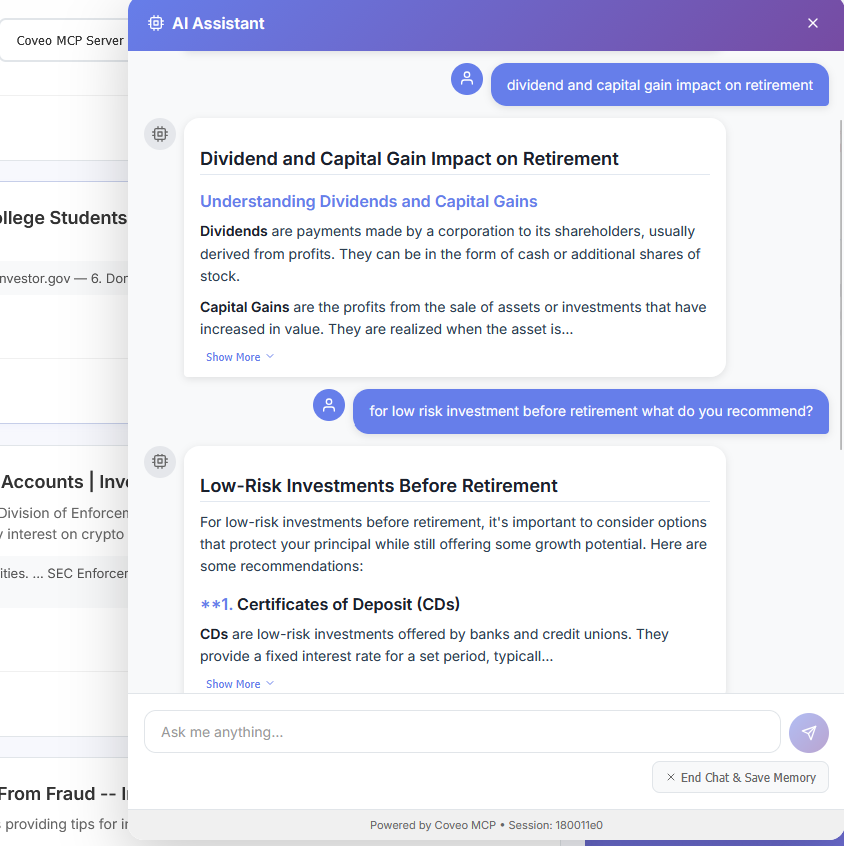 AI Assistant
Coveo MCP Server
dividend and capital gain impact on retirement
Dividend and Capital Gain Impact on Retirement
Understanding Dividends and Capital Gains
Dividends are payments made by a corporation to its shareholders, usually
derived from profits. They can be in the form of cash or additional shares of
stock.
Capital Gains are the profits from the sale of assets or investments that have
increased in value. They are realized when the asset is...
Show More
for low risk investment before retirement what do you recommend?
Low-Risk Investments Before Retirement
For low-risk investments before retirement, it's important to consider options
that protect your principal while still offering some growth potential. Here are
some recommendations:
**1. Certificates of Deposit (CDs)
CDs are low-risk investments offered by banks and credit unions. They
provide a fixed interest rate for a set period, typicall...
Show More
Ask me anything...
End Chat & Save Memory
Powered by Coveo MCP • Session: 180011e0
ollege Students
nvestor.gov — 6. Don
Accounts | Inve
Division of Enforcem
y interest on crypto
ities. ... SEC Enforcer
From Fraud -- I
s providing tips for in